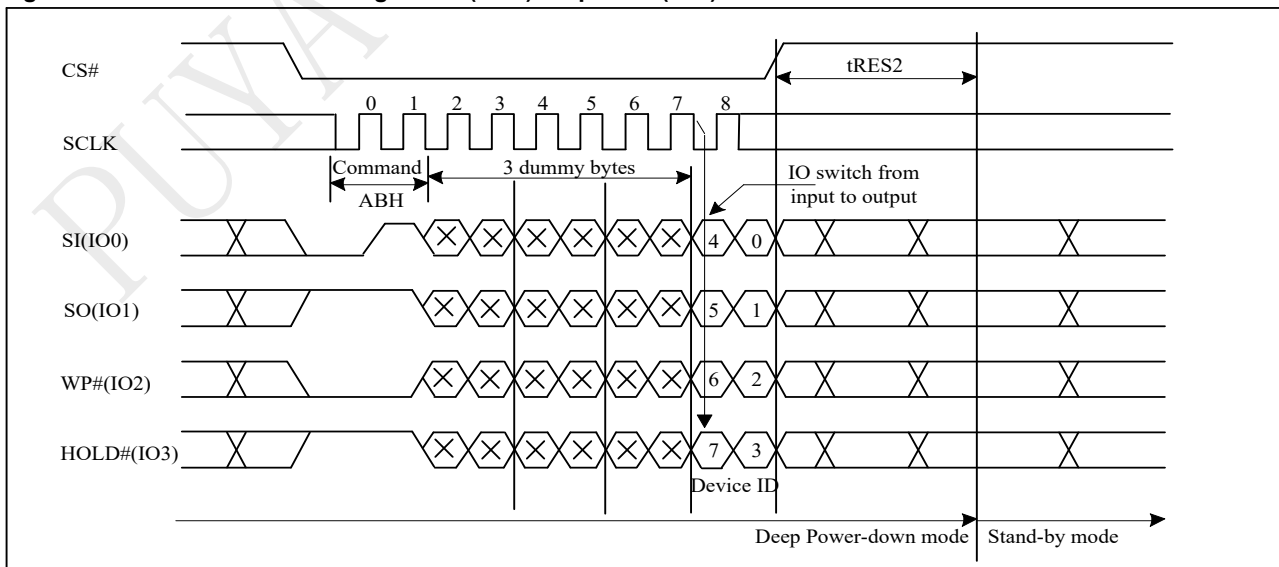 CS#
tRES2
0 1 2 3 4 5 6 7 8
SCLK
Command
3 dummy bytes
IO switch from
input to output
ABH
SI(IO0)
4 0
SO(IO1)
5 1
WP#(IO2)
6 2
HOLD#(IO3)
7 3
Device ID
Deep Power-down mode
Stand-by mode
PUYA